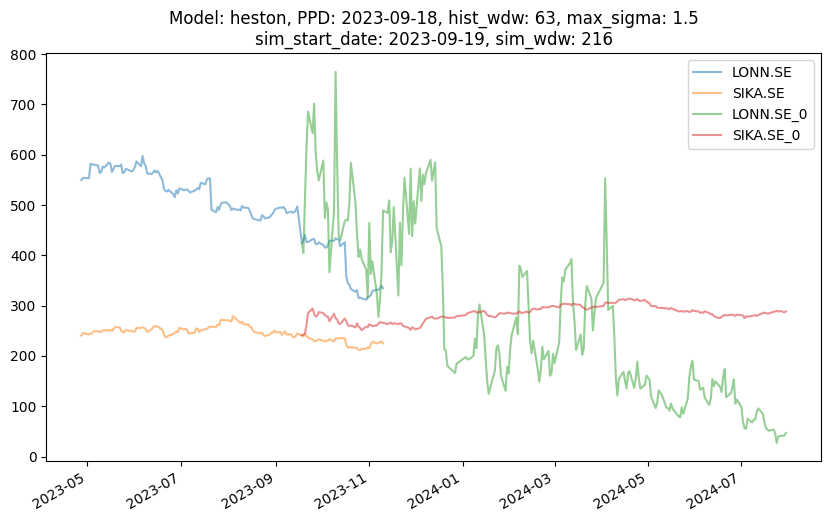 Model: heston, PPD: 2023-09-18, hist_wdw: 63, max_sigma: 1.5
sim_start_date: 2023-09-19, sim_wdw: 216
800
700
600
500
400
300
200
100
0
LONN.SE
SIKA.SE
LONN.SE_0
SIKA.SE_0
2023-05
2023-07
2023-09
2023-11
2024-01
2024-03
2024-05
2024-07